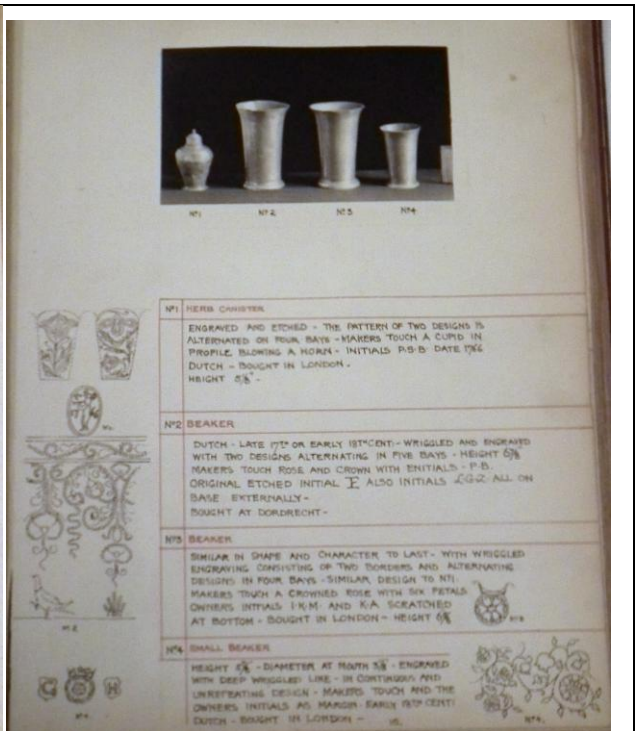 No1 No2 No3 No4
No1 HERB CANISTER
ENGRAVED AND ETCHED - THE PATTERN OF TWO DESIGNS IS
ALTERNATED ON FOUR BAYS - MAKERS TOUCH A CUPID IN
PROFILE BLOWING A HORN - INITIALS P.S.B. DATE
DUTCH - BOUGHT IN LONDON -
HEIGHT
No2 BEAKER
DUTCH - LATE 17TH OR EARLY 18TH CENT: - WRIGGLED AND ENGRAVED
WITH TWO DESIGNS ALTERNATING IN FIVE BAYS - HEIGHT
MAKERS TOUCH ROSE AND CROWN WITH ENITIALS - P.B.
ORIGINAL ETCHED INITIAL ALSO INITIALS ALL ON
BASE EXTERNALLY -
BOUGHT AT DORDRECHT -
No3 BEAKER
SIMILAR IN SHAPE AND CHARACTER TO LAST - WITH WRIGGLED
ENGRAVING CONSISTING OF TWO BORDERS AND ALTERNATING
DESIGNS IN FOUR BAYS - SIMILAR DESIGN TO No1.
MAKERS TOUCH A CROWNED ROSE WITH SIX PETALS
OWNERS INITIALS I.K.M. AND K.A. SCRATCHED
AT BOTTOM - BOUGHT IN LONDON - HEIGHT
No3
No2
No4 SMALL BEAKER
HEIGHT - DIAMETER AT MOUTH - ENGRAVED
WITH DEEP WRIGGLED LINE - IN CONTINUOUS AND
UNREPEATING DESIGN - MAKERS TOUCH AND THE
OWNERS INITIALS AS MARGIN - EARLY 18TH CENT:
DUTCH - BOUGHT IN LONDON -
G H
No4
No4.